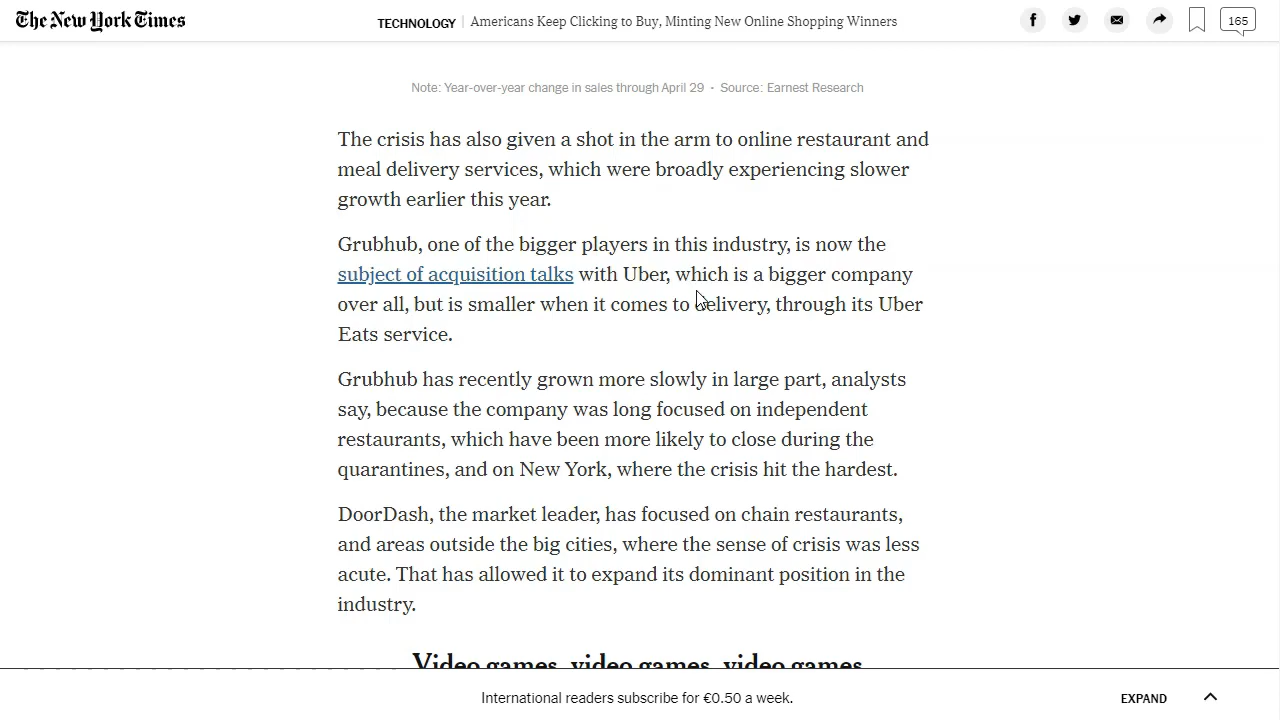 The New York Times
TECHNOLOGY | Americans Keep Clicking to Buy, Minting New Online Shopping Winners
165
Note: Year-over-year change in sales through April 29 • Source: Earnest Research
The crisis has also given a shot in the arm to online restaurant and
meal delivery services, which were broadly experiencing slower
growth earlier this year.
Grubhub, one of the bigger players in this industry, is now the
subject of acquisition talks with Uber, which is a bigger company
over all, but is smaller when it comes to delivery, through its Uber
Eats service.
Grubhub has recently grown more slowly in large part, analysts
say, because the company was long focused on independent
restaurants, which have been more likely to close during the
quarantines, and on New York, where the crisis hit the hardest.
DoorDash, the market leader, has focused on chain restaurants,
and areas outside the big cities, where the sense of crisis was less
acute. That has allowed it to expand its dominant position in the
industry.
Video games, video games, video games
International readers subscribe for €0.50 a week.
EXPAND